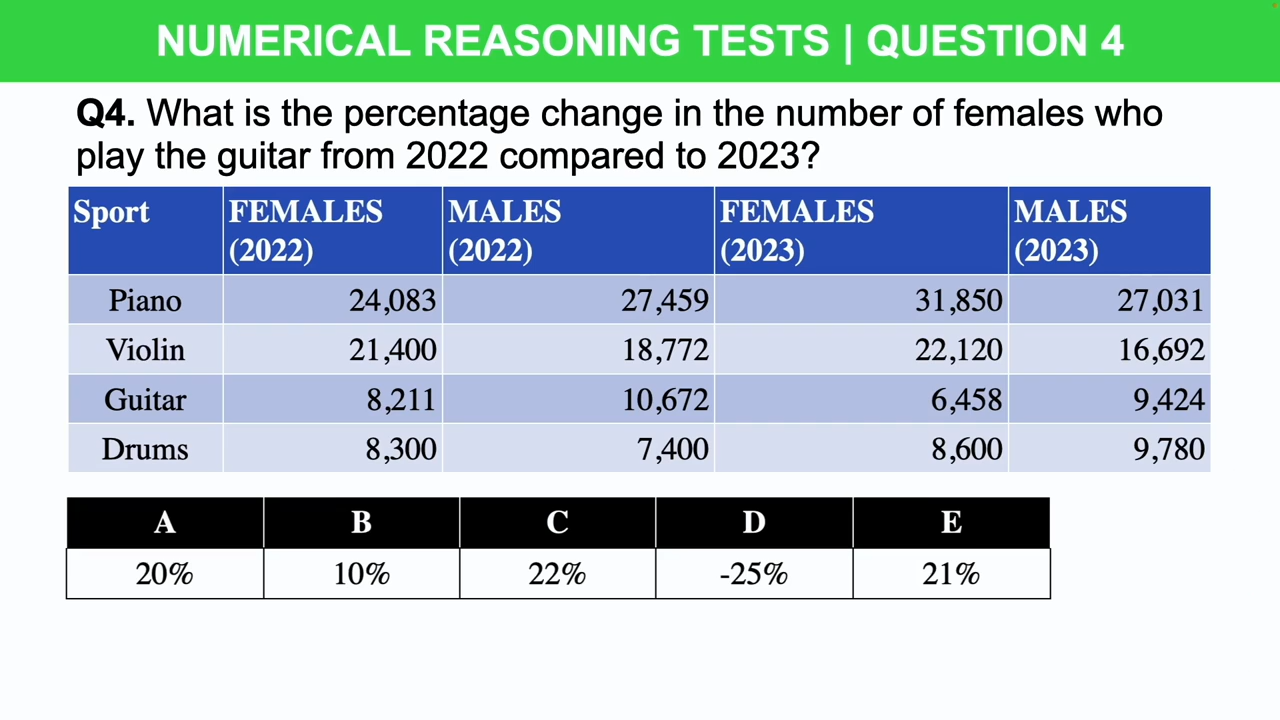 NUMERICAL REASONING TESTS | QUESTION 4
Q4. What is the percentage change in the number of females who
play the guitar from 2022 compared to 2023?
Sport FEMALES (2022) MALES (2022) FEMALES (2023) MALES (2023)
Piano 24,083 27,459 31,850 27,031
Violin 21,400 18,772 22,120 16,692
Guitar 8,211 10,672 6,458 9,424
Drums 8,300 7,400 8,600 9,780
A B C D E
20% 10% 22% -25% 21%